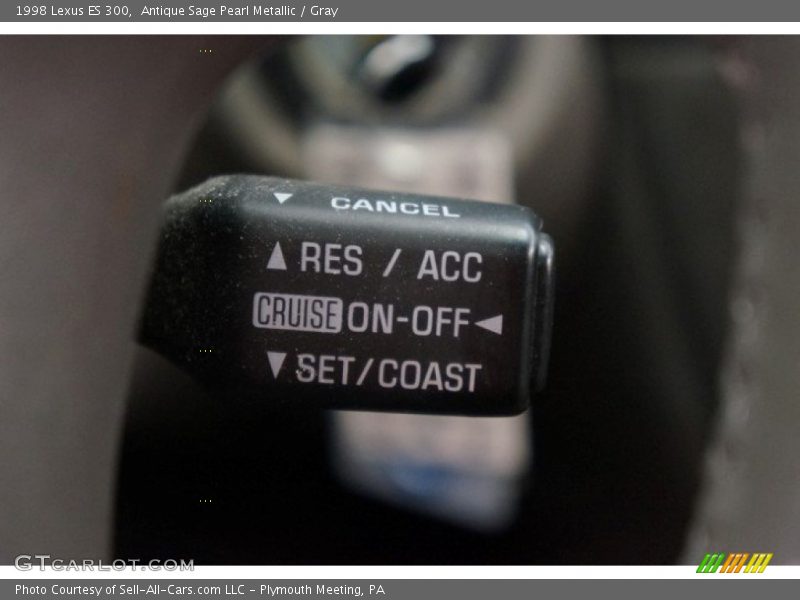 1998 Lexus ES 300, Antique Sage Pearl Metallic / Gray
▼ CANCEL
▲ RES / ACC
CRUISE ON-OFF ◀
▼ SET/COAST
GTCARLOT.COM
Photo Courtesy of Sell-All-Cars.com LLC - Plymouth Meeting, PA